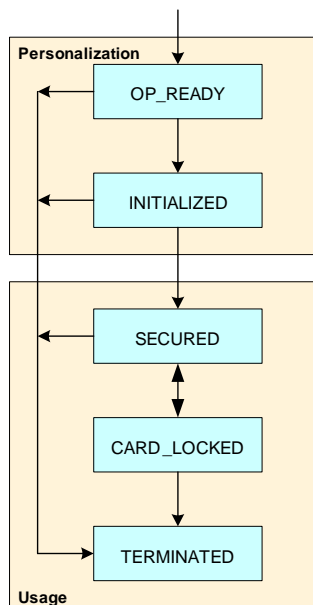 Personalization
OP_READY
INITIALIZED
SECURED
CARD_LOCKED
TERMINATED
Usage